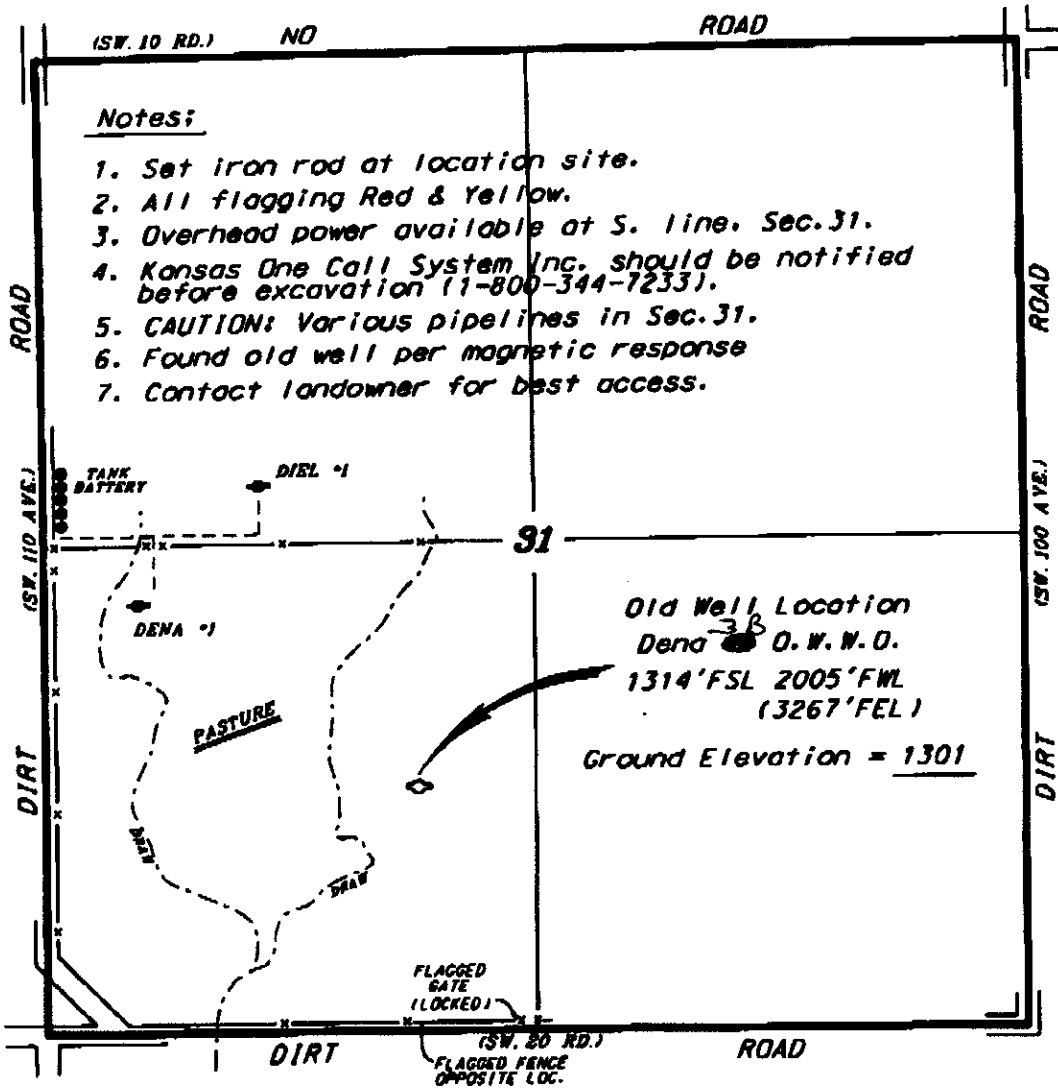 (SW. 10 RD.) NO ROAD
Notes:
1. Set iron rod at location site.
2. All flagging Red & Yellow.
3. Overhead power available at S. line. Sec.31.
4. Kansas One Call System Inc. should be notified
before excavation (1-800-344-7233).
5. CAUTION: Various pipelines in Sec.31.
6. Found old well per magnetic response
7. Contact landowner for best access.
ROAD
ROAD
(SW. 110 AVE.)
(SW. 100 AVE.)
TANK
BATTERY
DIEL #1
31
DENA #1
Old Well Location
3B
Dena O.W.W.O.
1314'FSL 2005'FWL
(3267'FEL)
Ground Elevation = 1301
PASTURE
DIRT
DIRT
DRAW
DRAW
FLAGGED
GATE
(LOCKED)
(SW. 20 RD.)
DIRT ROAD
FLAGGED FENCE
OPPOSITE LOC.